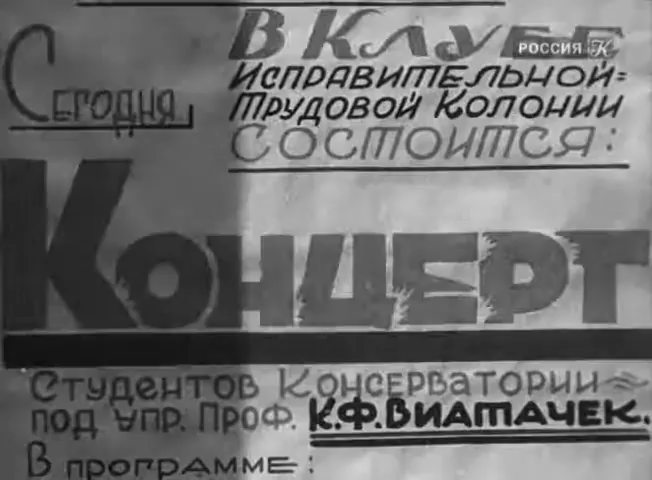 В Клубе
РОССИЯ К
Сегодня
Исправительной=
Трудовой Колонии
Состоится:
Концерт
Студентов Консерватории
под упр. Проф. К.Ф.Виатачек.
В программе: